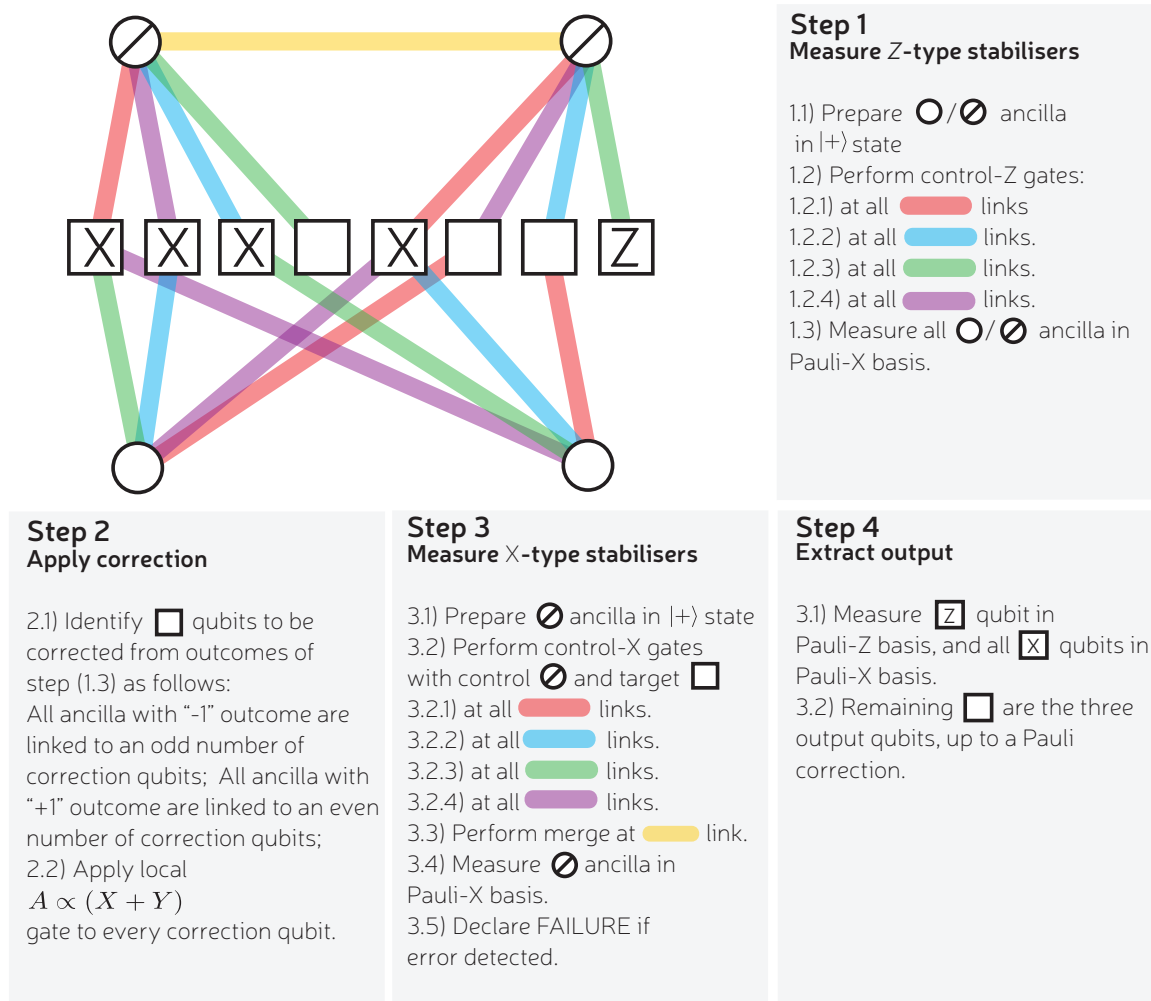 X X X X Z
Step 1
Measure Z-type stabilisers
1.1) Prepare / ancilla
in |+⟩ state
1.2) Perform control-Z gates:
1.2.1) at all links
1.2.2) at all links.
1.2.3) at all links.
1.2.4) at all links.
1.3) Measure all / ancilla in
Pauli-X basis.
Step 2
Apply correction
2.1) Identify qubits to be
corrected from outcomes of
step (1.3) as follows:
All ancilla with “-1” outcome are
linked to an odd number of
correction qubits; All ancilla with
“+1” outcome are linked to an even
number of correction qubits;
2.2) Apply local
A ∝ (X + Y)
gate to every correction qubit.
Step 3
Measure X-type stabilisers
3.1) Prepare ancilla in |+⟩ state
3.2) Perform control-X gates
with control and target
3.2.1) at all links.
3.2.2) at all links.
3.2.3) at all links.
3.2.4) at all links.
3.3) Perform merge at link.
3.4) Measure ancilla in
Pauli-X basis.
3.5) Declare FAILURE if
error detected.
Step 4
Extract output
3.1) Measure Z qubit in
Pauli-Z basis, and all X qubits in
Pauli-X basis.
3.2) Remaining are the three
output qubits, up to a Pauli
correction.